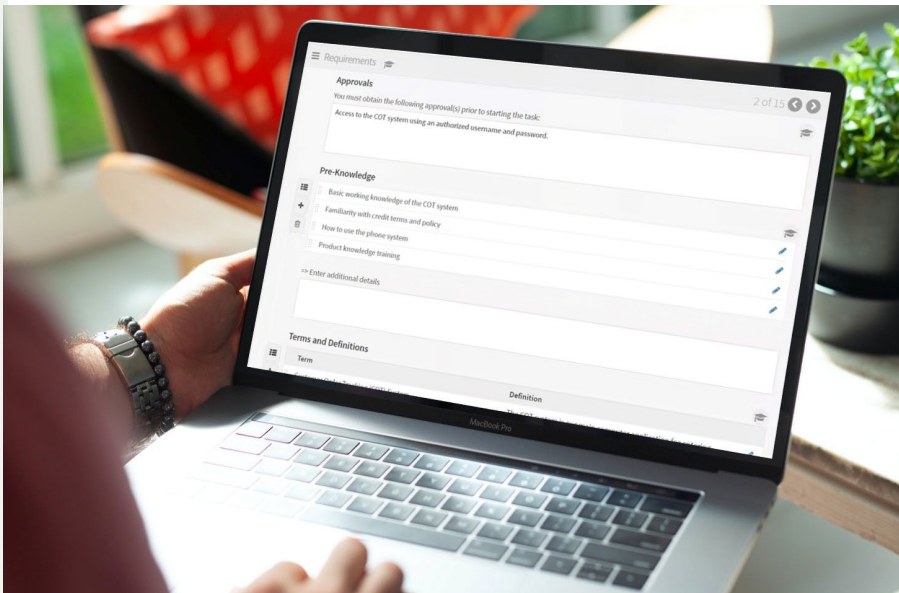 Requirements
2 of 15
Approvals
You must obtain the following approval(s) prior to starting the task:
Access to the COT system using an authorized username and password.
Pre-Knowledge
Basic working knowledge of the COT system
Familiarity with credit terms and policy
How to use the phone system
Product knowledge training
=> Enter additional details
Terms and Definitions
Term Definition
MacBook Pro